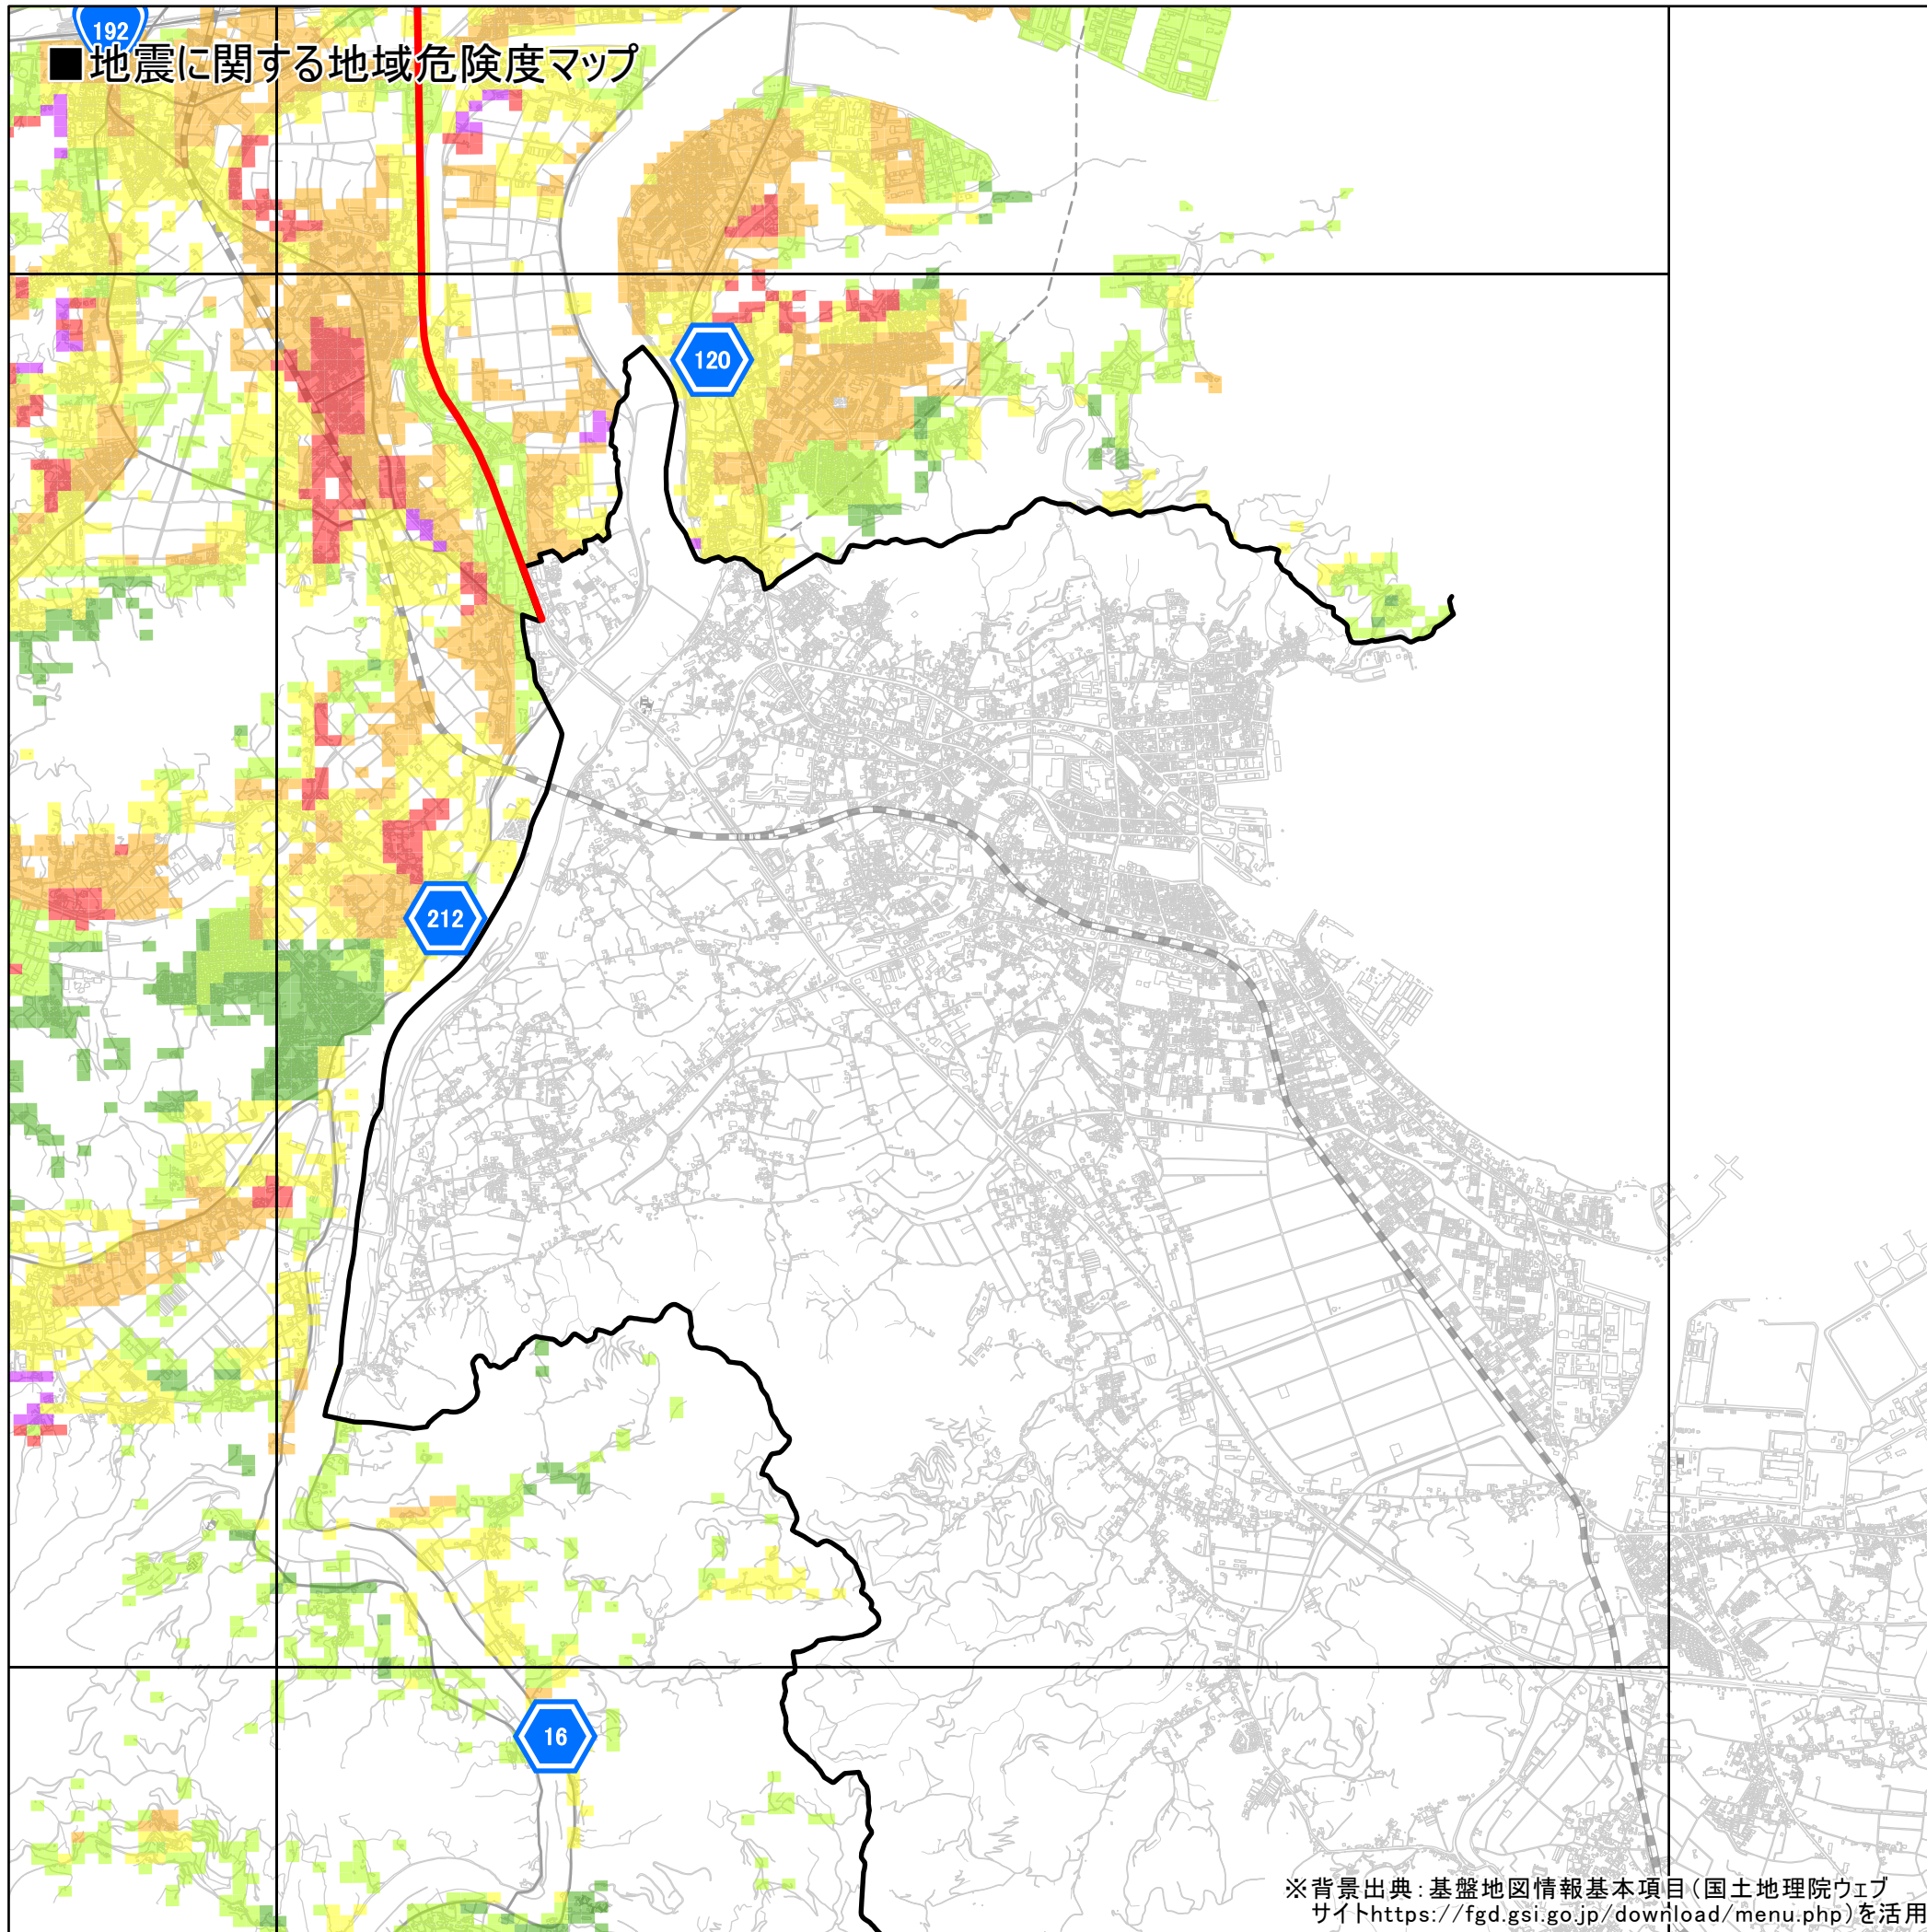 192
■地震に関する地域危険度マップ
120
212
16
※背景出典：基盤地図情報基本項目（国土地理院ウェブ
サイトhttps://fgd.gsi.go.jp/download/menu.php）を活用